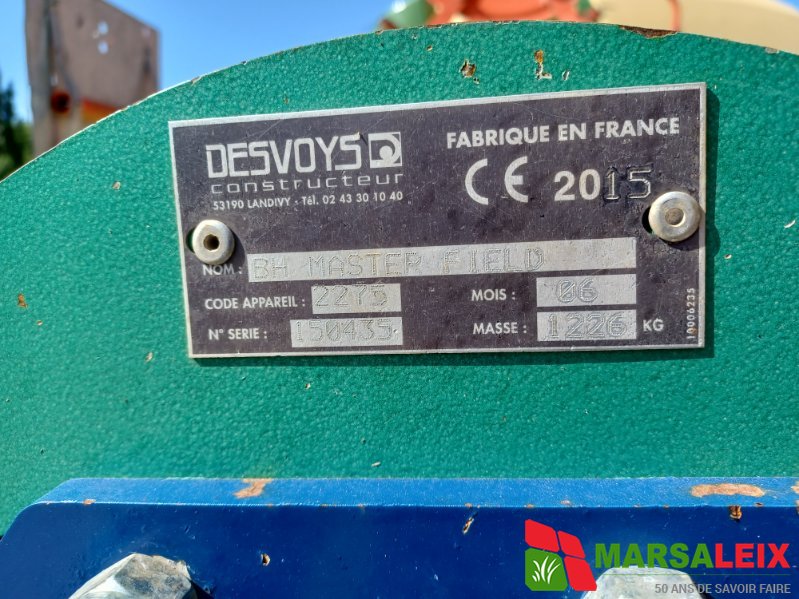 DESVOYS
constructeur
53190 LANDIVY - Tél. 02 43 30 10 40
FABRIQUE EN FRANCE
CE 2015
NOM : BH MASTER FIELD
CODE APPAREIL : 2275
MOIS : 06
N° SERIE : 150435
MASSE : 1226 KG
10006235
MARSALEIX
50 ANS DE SAVOIR FAIRE